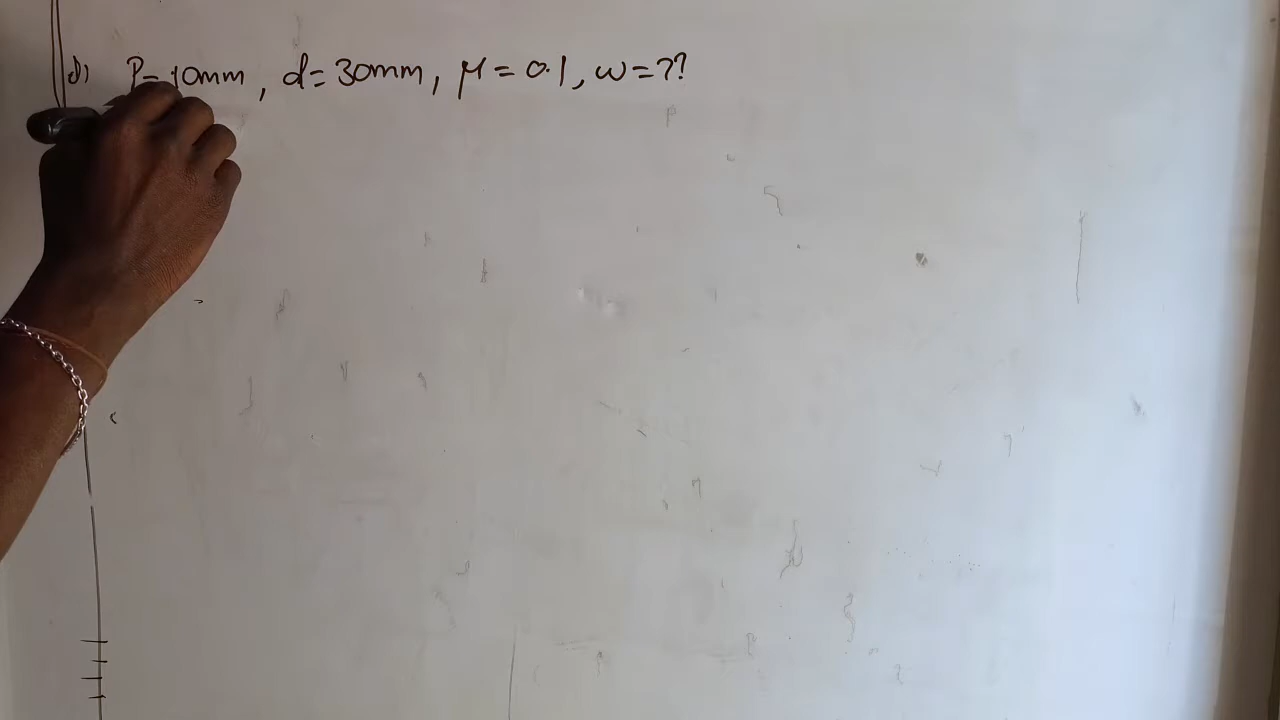 d) P=10mm, d=30mm, μ=0.1, w=??